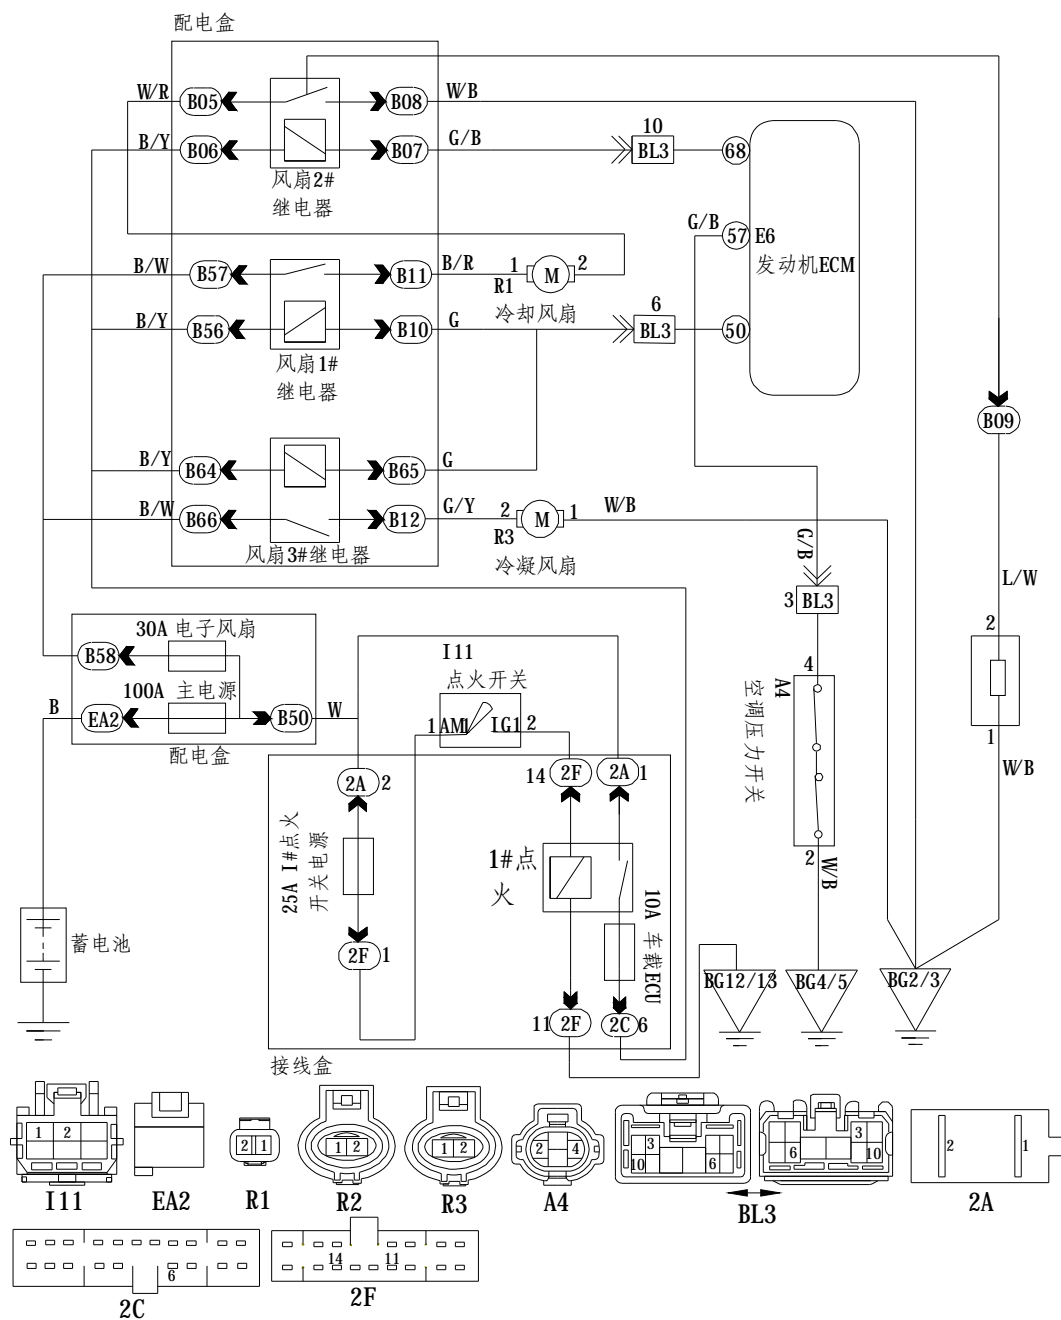 配电盒
W/R
B05
B08
W/B
B/Y
B06
B07
G/B
10
BL3
68
风扇2#
继电器
G/B
57
E6
发动机ECM
B/W
B57
B11
B/R
1
M
2
R1
冷却风扇
B/Y
B56
B10
G
6
BL3
50
风扇1#
继电器
B09
B/Y
B64
B65
G
B/W
B66
B12
G/Y
2
M
1
W/B
R3
风扇3#继电器
冷凝风扇
G/B
L/W
3
BL3
30A 电子风扇
B58
I11
点火开关
2
4
A4
空调压力开关
100A 主电源
B
EA2
B50
W
1
AM1
IG1
2
1
配电盒
W/B
2A
2
14
2F
2A
1
25A I#点火
开关电源
1#点
火
2
W/B
10A 车载ECU
蓄电池
2F
1
11
2F
2C
6
BG12/13
BG4/5
BG2/3
接线盒
1
2
2
1
1
2
1
2
2
4
3
10
6
3
6
10
2
1
I11
EA2
R1
R2
R3
A4
BL3
2A
6
14
11
2C
2F